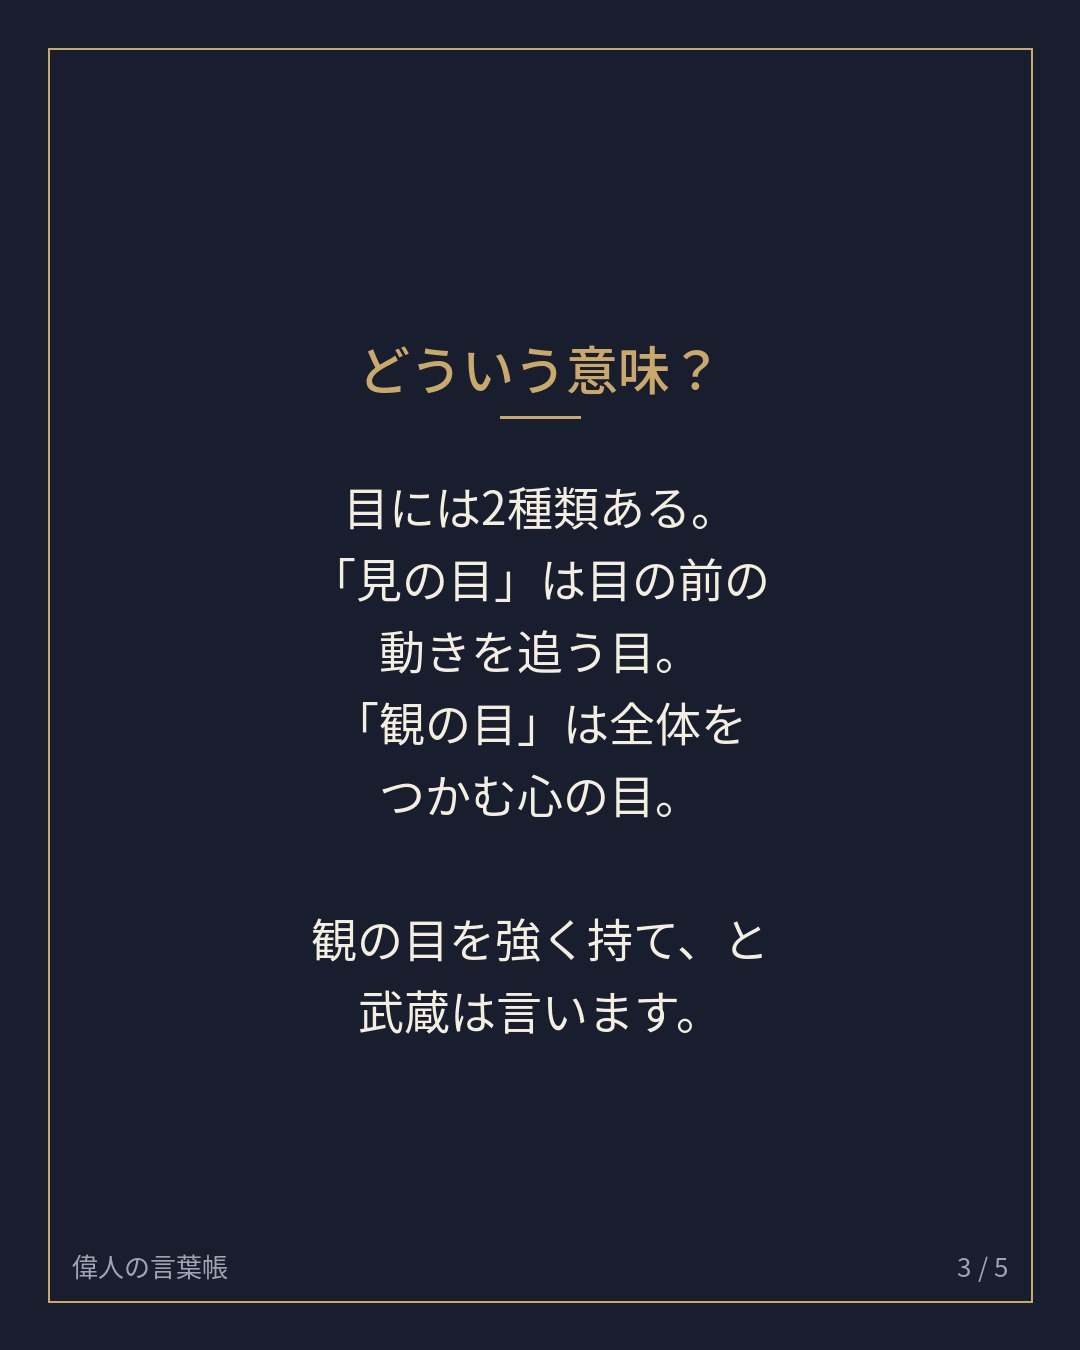 どういう意味？
目には2種類ある。
「見の目」は目の前の
動きを追う目。
「観の目」は全体を
つかむ心の目。
観の目を強く持て、と
武蔵は言います。
偉人の言葉帳
3 / 5